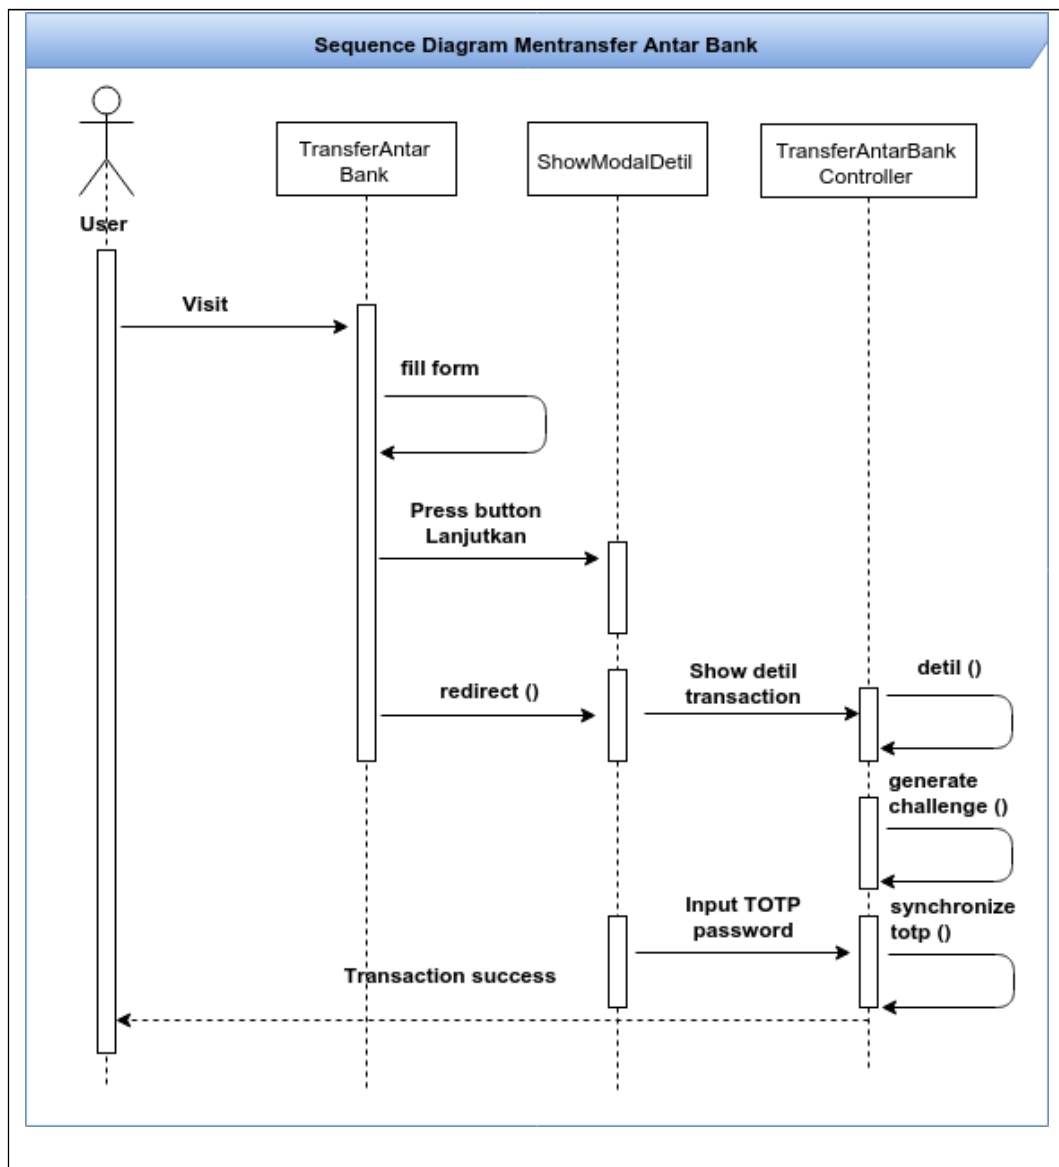 Sequence Diagram Mentransfer Antar Bank
User
TransferAntar
Bank
ShowModalDetil
TransferAntarBank
Controller
Visit
fill form
Press button
Lanjutkan
redirect ()
Show detil
transaction
detil ()
generate
challenge ()
Input TOTP
password
synchronize
totp ()
Transaction success